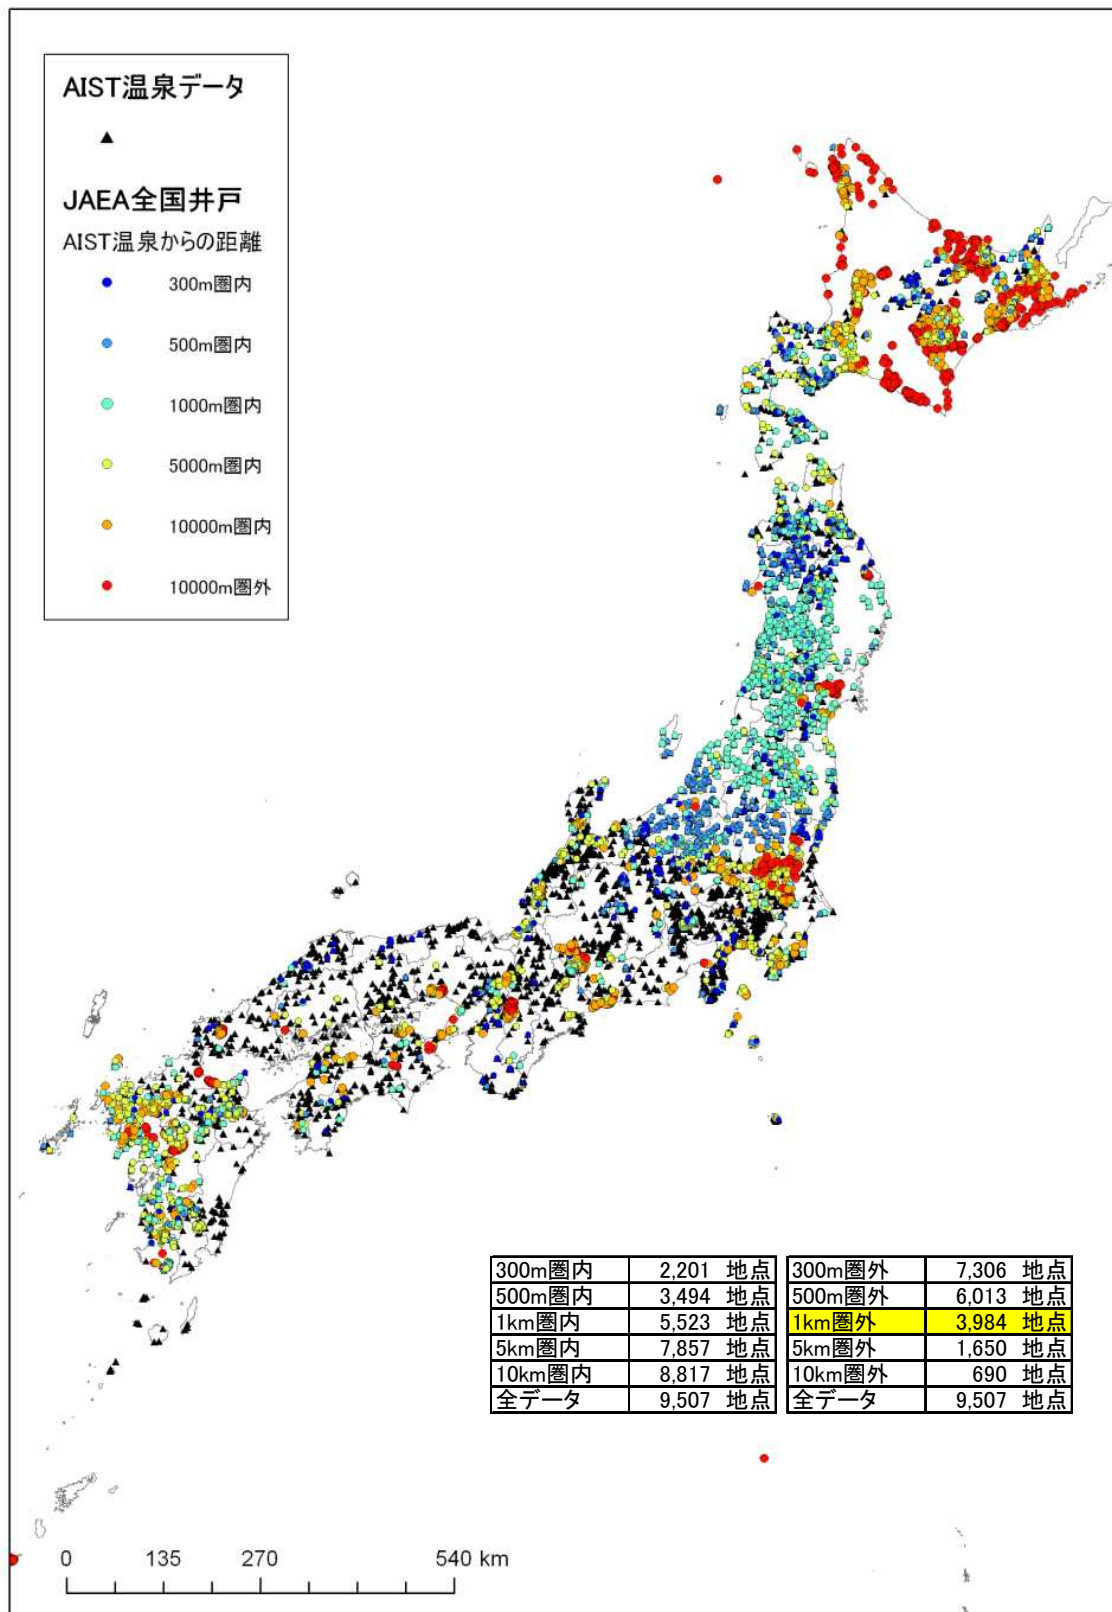 AIST温泉データ
JAEA全国井戸
AIST温泉からの距離
300m圏内
500m圏内
1000m圏内
5000m圏内
10000m圏内
10000m圏外
300m圏内 2,201 地点 300m圏外 7,306 地点
500m圏内 3,494 地点 500m圏外 6,013 地点
1km圏内 5,523 地点 1km圏外 3,984 地点
5km圏内 7,857 地点 5km圏外 1,650 地点
10km圏内 8,817 地点 10km圏外 690 地点
全データ 9,507 地点 全データ 9,507 地点
0 135 270 540 km